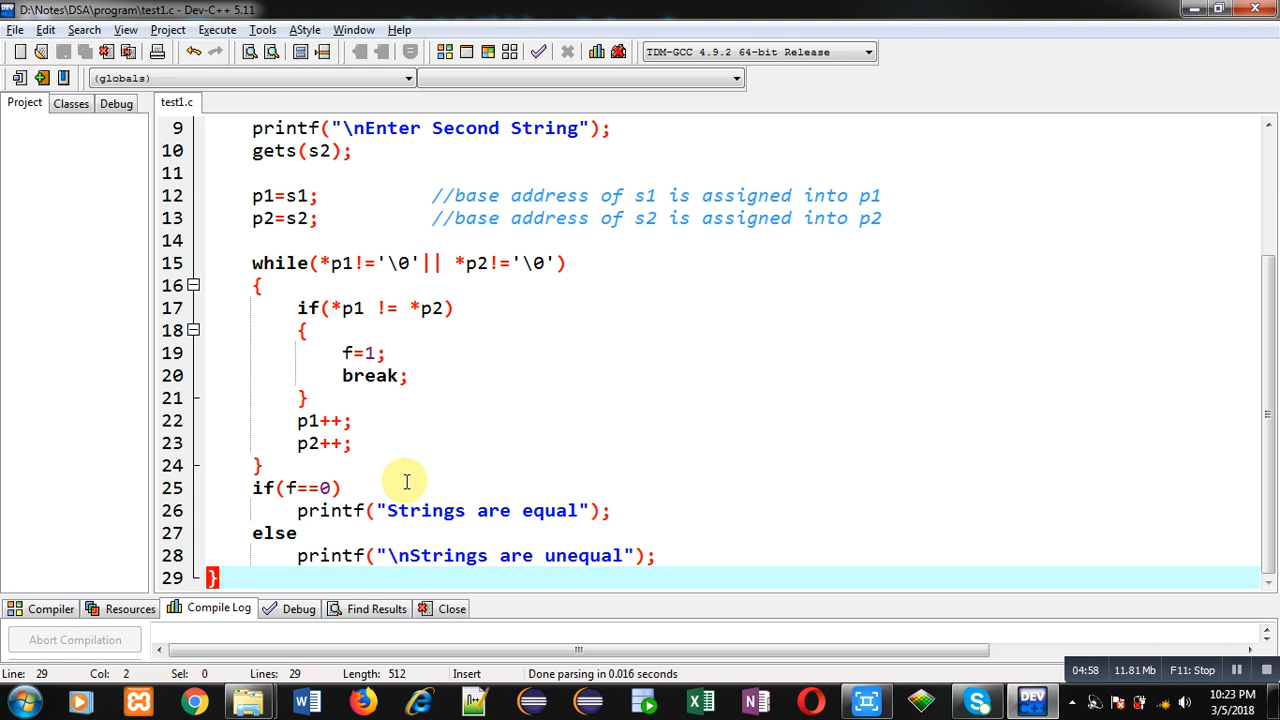 D:\Notes\DSA\program\test1.c - Dev-C++ 5.11
File Edit Search View Project Execute Tools AStyle Window Help
TDM-GCC 4.9.2 64-bit Release
(globals)
Project Classes Debug test1.c
9 printf("\nEnter Second String");
10 gets(s2);
11
12 p1=s1; //base address of s1 is assigned into p1
13 p2=s2; //base address of s2 is assigned into p2
14
15 while(*p1!='\0'|| *p2!='\0')
16 {
17 if(*p1 != *p2)
18 {
19 f=1;
20 break;
21 }
22 p1++;
23 p2++;
24 }
25 if(f==0)
26 printf("Strings are equal");
27 else
28 printf("\nStrings are unequal");
29 }
Compiler Resources Compile Log Debug Find Results Close
Abort Compilation
Line: 29 Col: 2 Sel: 0 Lines: 29 Length: 512 Insert Done parsing in 0.016 seconds
04:58 11.81 Mb F11: Stop
10:23 PM
3/5/2018